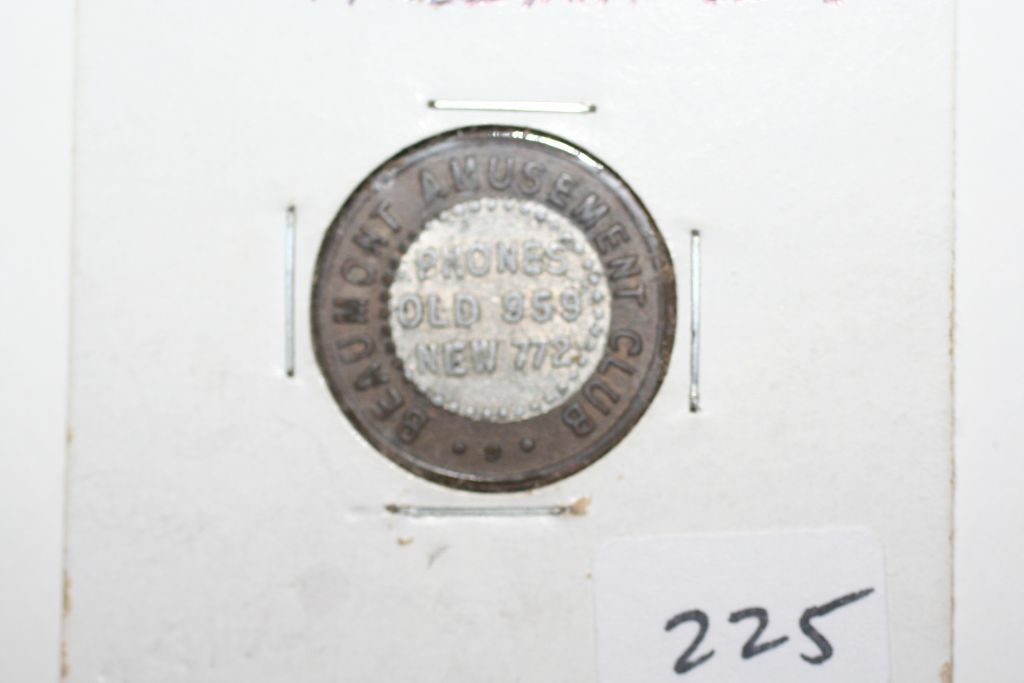 BEAUMONT AMUSEMENT CLUB
PHONES
OLD 959
NEW 772
225